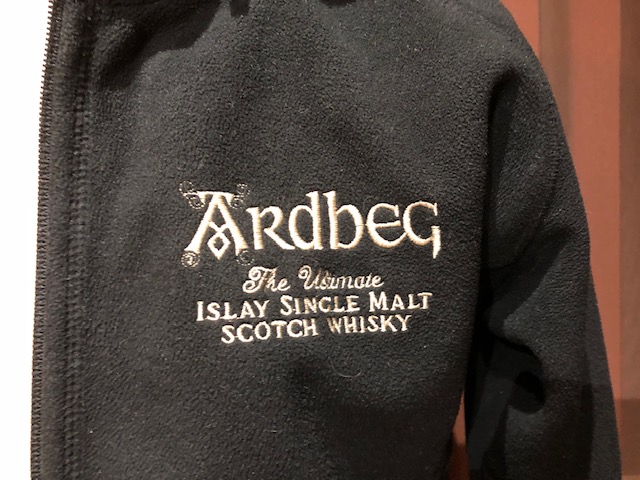 Ardbeg
The Ultimate
ISLAY SINGLE MALT
SCOTCH WHISKY